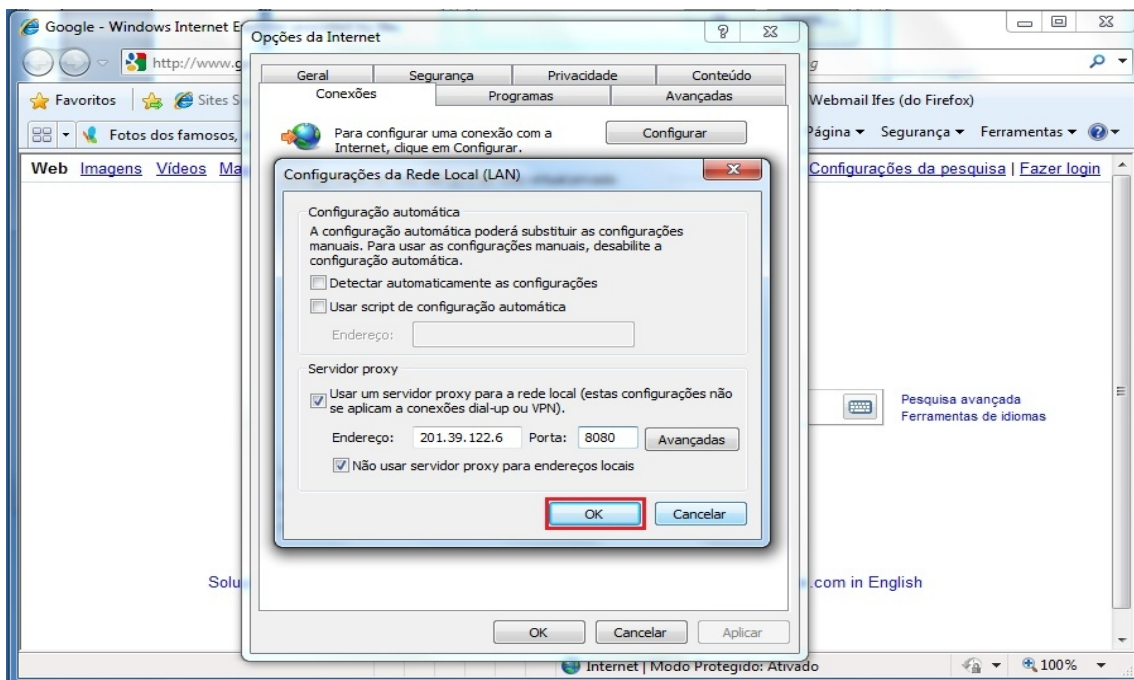 Google - Windows Internet E
Opções da Internet
http://www.g
g
Geral Segurança Privacidade Conteúdo
Conexões Programas Avançadas
Favoritos Sites S
Webmail Ifes (do Firefox)
Fotos dos famosos,
Página Segurança Ferramentas
Para configurar uma conexão com a
Internet, clique em Configurar.
Configurar
Web Imagens Vídeos Ma
Configurações da pesquisa | Fazer login
Configurações da Rede Local (LAN)
Configuração automática
A configuração automática poderá substituir as configurações
manuais. Para usar as configurações manuais, desabilite a
configuração automática.
Detectar automaticamente as configurações
Usar script de configuração automática
Endereço:
Servidor proxy
Usar um servidor proxy para a rede local (estas configurações não
se aplicam a conexões dial-up ou VPN).
Endereço: 201.39.122.6 Porta: 8080 Avançadas
Não usar servidor proxy para endereços locais
OK Cancelar
Pesquisa avançada
Ferramentas de idiomas
Solu
.com in English
OK Cancelar Aplicar
Internet | Modo Protegido: Ativado
100%